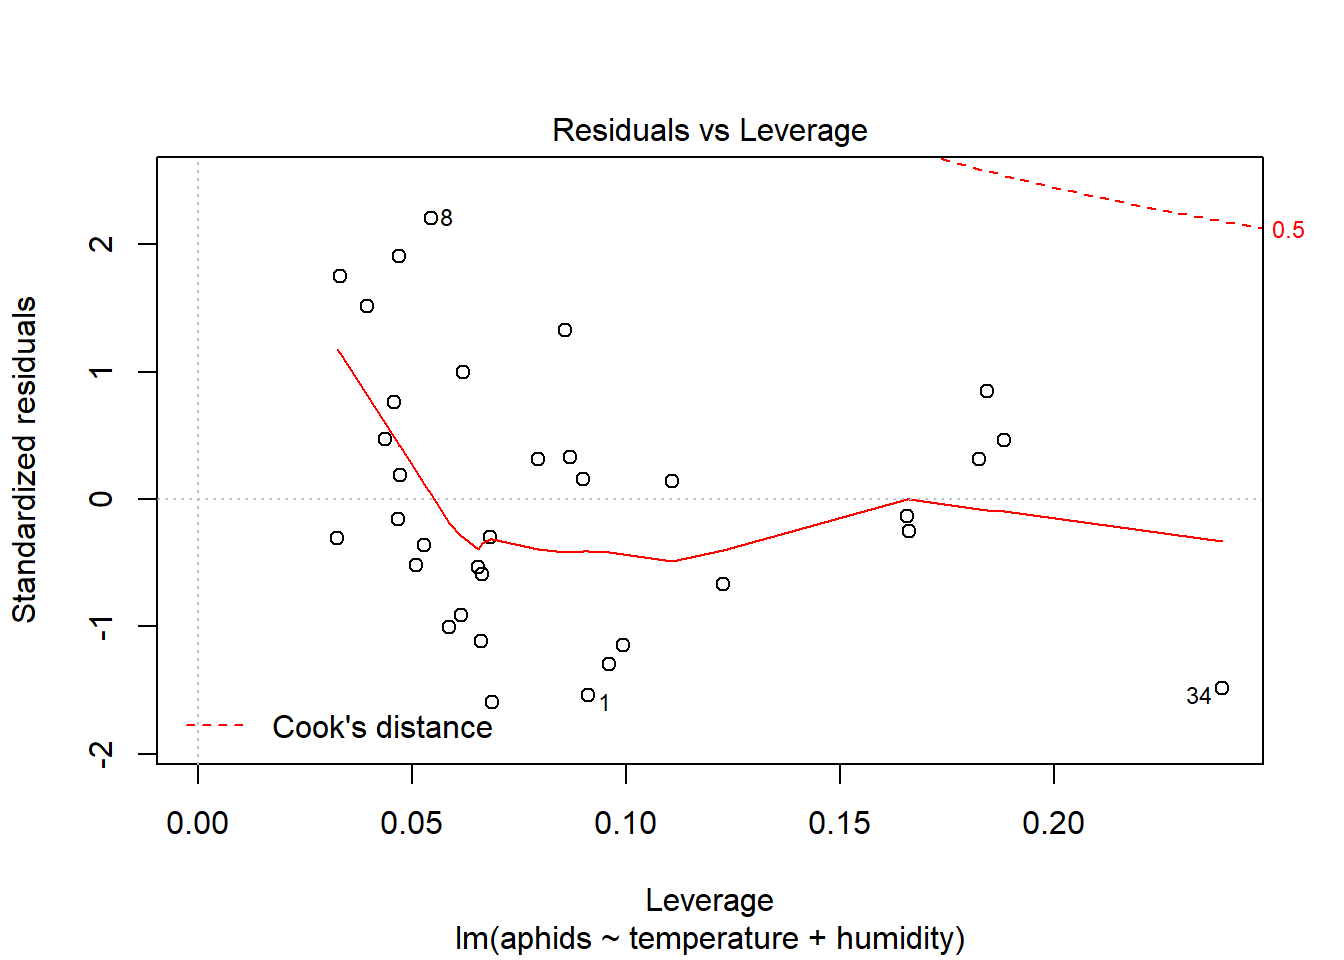 Residuals vs Leverage
Standardized residuals
2
1
0
-1
-2
8
1
34
0.5
Cook's distance
0.00
0.05
0.10
0.15
0.20
Leverage
lm(aphids ~ temperature + humidity)